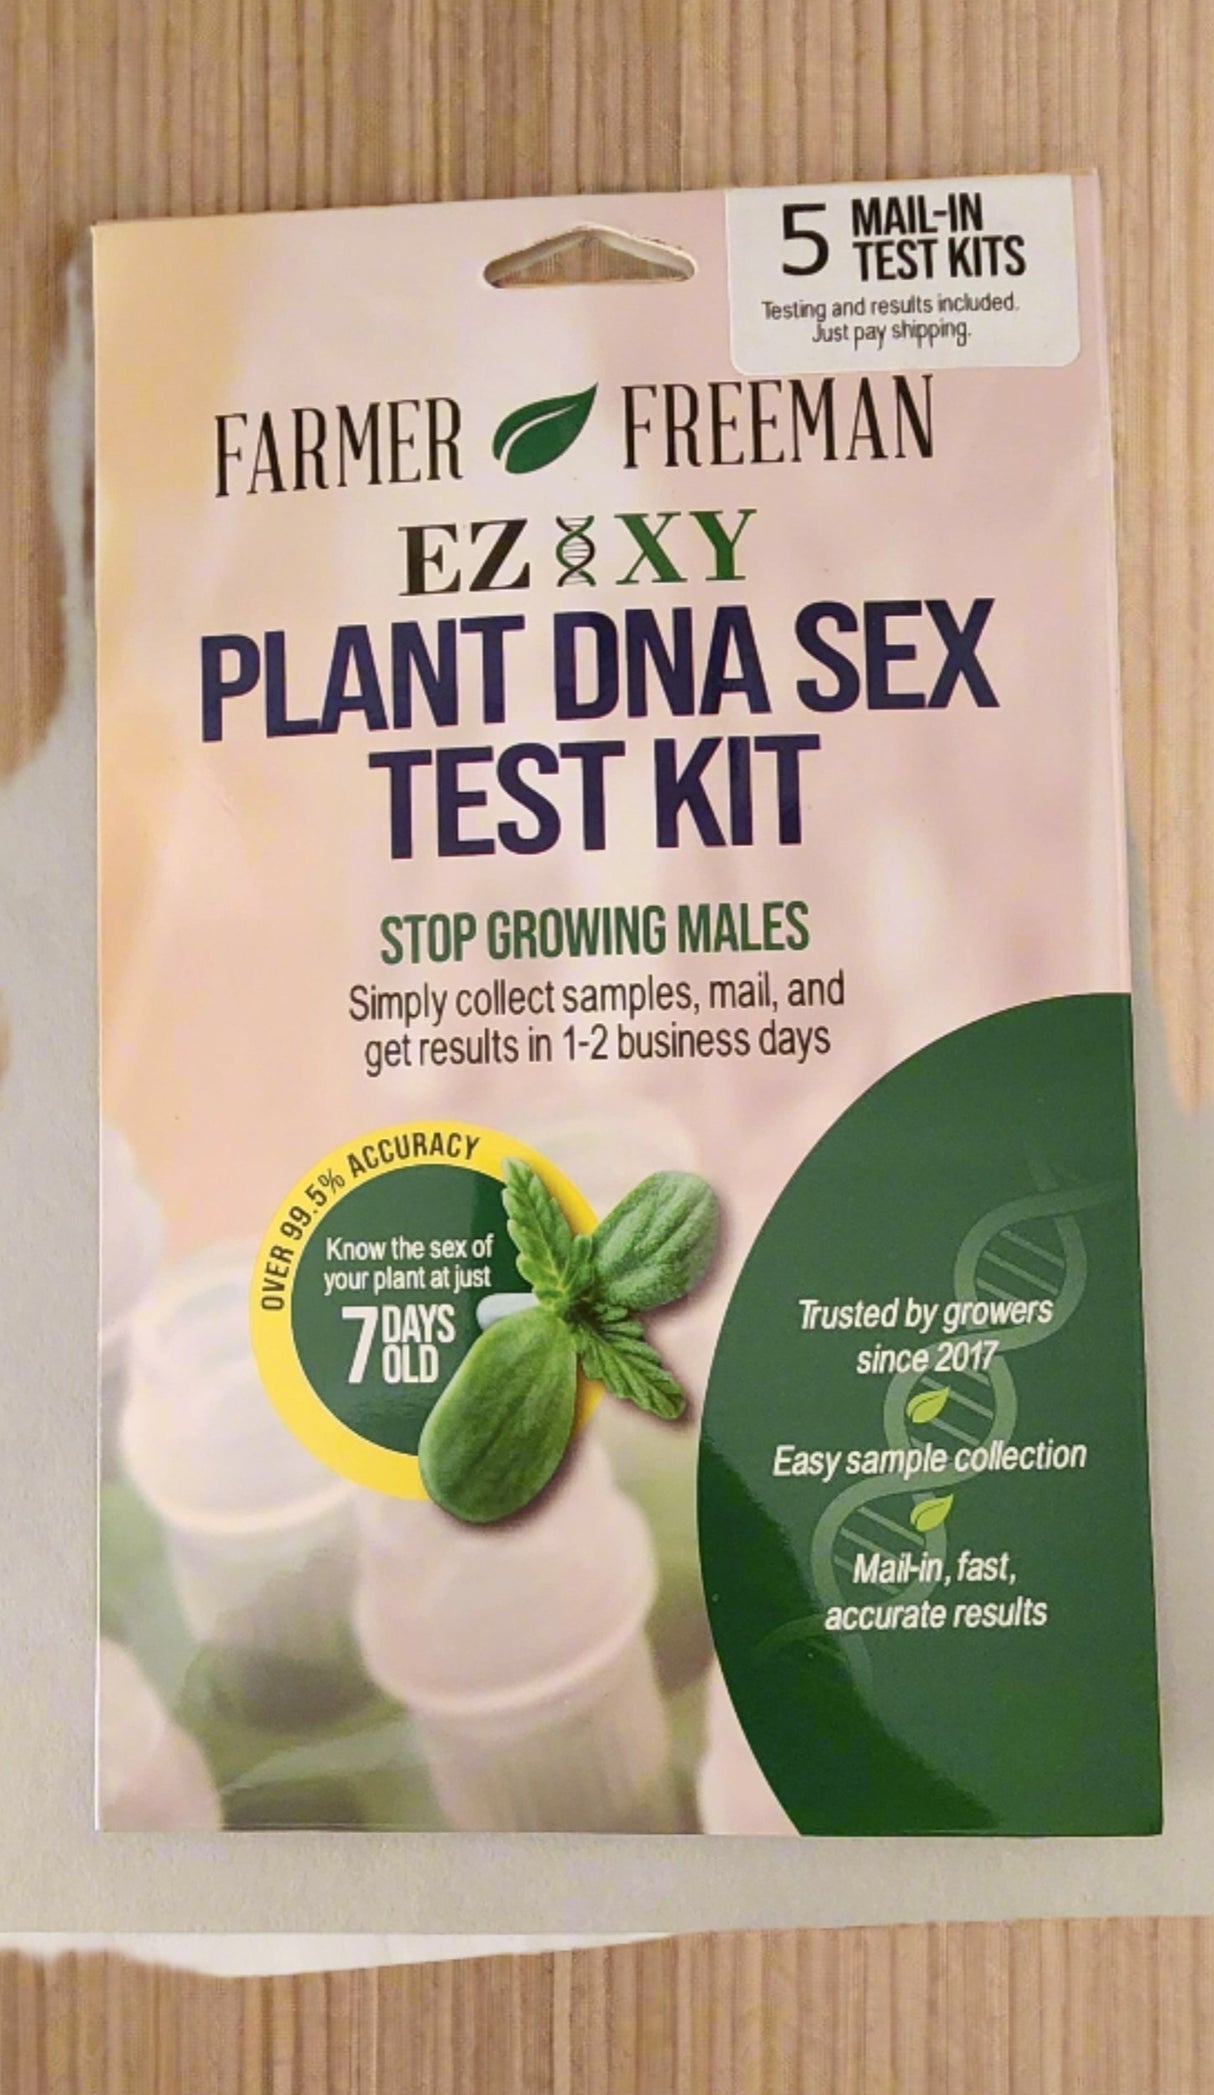 5 MAIL-IN
TEST KITS
Testing and results included.
Just pay shipping.
FARMER FREEMAN
EZ XY
PLANT DNA SEX
TEST KIT
STOP GROWING MALES
Simply collect samples, mail, and
get results in 1-2 business days
OVER 99.5% ACCURACY
Know the sex of
your plant at just
7 DAYS
OLD
Trusted by growers
since 2017
Easy sample collection
Mail-in, fast,
accurate results